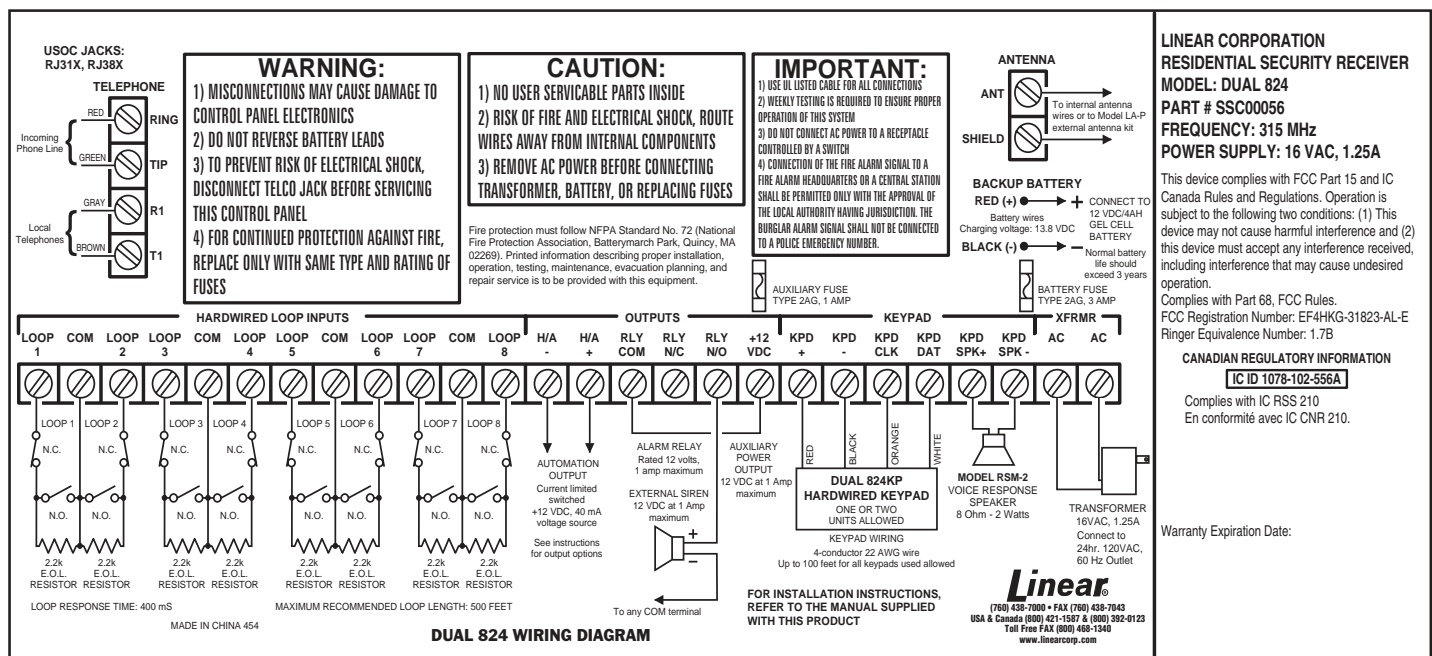 USOC JACKS:
RJ31X, RJ38X
TELEPHONE
RED
RING
Incoming
Phone Line
GREEN
TIP
GRAY
R1
Local
Telephones
BROWN
T1
WARNING:
1) MISCONNECTIONS MAY CAUSE DAMAGE TO
CONTROL PANEL ELECTRONICS
2) DO NOT REVERSE BATTERY LEADS
3) TO PREVENT RISK OF ELECTRICAL SHOCK,
DISCONNECT TELCO JACK BEFORE SERVICING
THIS CONTROL PANEL
4) FOR CONTINUED PROTECTION AGAINST FIRE,
REPLACE ONLY WITH SAME TYPE AND RATING OF
FUSES
CAUTION:
1) NO USER SERVICABLE PARTS INSIDE
2) RISK OF FIRE AND ELECTRICAL SHOCK, ROUTE
WIRES AWAY FROM INTERNAL COMPONENTS
3) REMOVE AC POWER BEFORE CONNECTING
TRANSFORMER, BATTERY, OR REPLACING FUSES
Fire protection must follow NFPA Standard No. 72 (National
Fire Protection Association, Batterymarch Park, Quincy, MA
02269). Printed information describing proper installation,
operation, testing, maintenance, evacuation planning, and
repair service is to be provided with this equipment.
IMPORTANT:
1) USE UL LISTED CABLE FOR ALL CONNECTIONS
2) WEEKLY TESTING IS REQUIRED TO ENSURE PROPER
OPERATION OF THIS SYSTEM
3) DO NOT CONNECT AC POWER TO A RECEPTACLE
CONTROLLED BY A SWITCH
4) CONNECTION OF THE FIRE ALARM SIGNAL TO A
FIRE ALARM HEADQUARTERS OR A CENTRAL STATION
SHALL BE PERMITTED ONLY WITH THE APPROVAL OF
THE LOCAL AUTHORITY HAVING JURISDICTION. THE
BURGLAR ALARM SIGNAL SHALL NOT BE CONNECTED
TO A POLICE EMERGENCY NUMBER.
AUXILIARY FUSE
TYPE 2AG, 1 AMP
ANTENNA
ANT
SHIELD
To internal antenna
wires or to Model LA-P
external antenna kit
BACKUP BATTERY
RED (+)
+
CONNECT TO
12 VDC/4AH
GEL CELL
BATTERY
Battery wires
Charging voltage: 13.8 VDC
BLACK (-)
–
Normal battery
life should
exceed 3 years
BATTERY FUSE
TYPE 2AG, 3 AMP
HARDWIRED LOOP INPUTS
OUTPUTS
KEYPAD
XFRMR
LOOP COM LOOP LOOP COM LOOP LOOP COM LOOP LOOP COM LOOP H/A H/A RLY RLY RLY +12 KPD KPD KPD KPD KPD KPD AC AC
1 2 3 4 5 6 7 8 - + COM N/C N/O VDC + - CLK DAT SPK+ SPK -
LOOP 1 LOOP 2 LOOP 3 LOOP 4 LOOP 5 LOOP 6 LOOP 7 LOOP 8
N.C. N.C. N.C. N.C. N.C. N.C. N.C. N.C.
N.O. N.O. N.O. N.O. N.O. N.O. N.O. N.O.
2.2k 2.2k 2.2k 2.2k 2.2k 2.2k 2.2k 2.2k
E.O.L. E.O.L. E.O.L. E.O.L. E.O.L. E.O.L. E.O.L. E.O.L.
RESISTOR RESISTOR RESISTOR RESISTOR RESISTOR RESISTOR RESISTOR RESISTOR
LOOP RESPONSE TIME: 400 mS
MAXIMUM RECOMMENDED LOOP LENGTH: 500 FEET
MADE IN CHINA 454
AUTOMATION
OUTPUT
Current limited
switched
+12 VDC, 40 mA
voltage source
See instructions
for output options
ALARM RELAY
Rated 12 volts,
1 amp maximum
EXTERNAL SIREN
12 VDC at 1 Amp
maximum
+
–
To any COM terminal
AUXILIARY
POWER
OUTPUT
12 VDC at 1 Amp
maximum
RED
BLACK
ORANGE
WHITE
DUAL 824KP
HARDWIRED KEYPAD
ONE OR TWO
UNITS ALLOWED
KEYPAD WIRING
4-conductor 22 AWG wire
Up to 100 feet for all keypads used allowed
MODEL RSM-2
VOICE RESPONSE
SPEAKER
8 Ohm - 2 Watts
TRANSFORMER
16VAC, 1.25A
Connect to
24hr. 120VAC,
60 Hz Outlet
FOR INSTALLATION INSTRUCTIONS,
REFER TO THE MANUAL SUPPLIED
WITH THIS PRODUCT
Linear®
(760) 438-7000 • FAX (760) 438-7043
USA & Canada (800) 421-1587 & (800) 392-0123
Toll Free FAX (800) 468-1340
www.linearcorp.com
DUAL 824 WIRING DIAGRAM
LINEAR CORPORATION
RESIDENTIAL SECURITY RECEIVER
MODEL: DUAL 824
PART # SSC00056
FREQUENCY: 315 MHz
POWER SUPPLY: 16 VAC, 1.25A
This device complies with FCC Part 15 and IC
Canada Rules and Regulations. Operation is
subject to the following two conditions: (1) This
device may not cause harmful interference and (2)
this device must accept any interference received,
including interference that may cause undesired
operation.
Complies with Part 68, FCC Rules.
FCC Registration Number: EF4HKG-31823-AL-E
Ringer Equivalence Number: 1.7B
CANADIAN REGULATORY INFORMATION
IC ID 1078-102-556A
Complies with IC RSS 210
En conformité avec IC CNR 210.
Warranty Expiration Date: